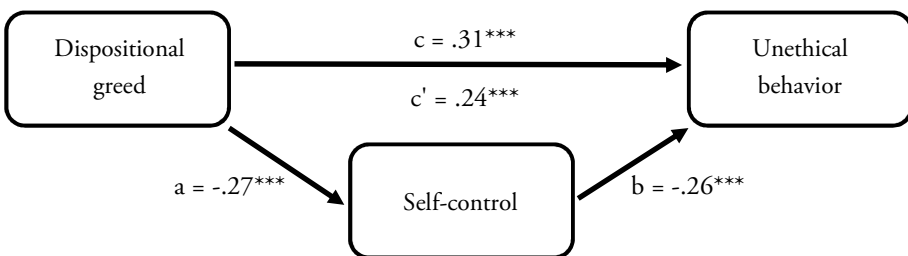 Dispositional
greed
c = .31***
c' = .24***
Unethical
behavior
a = -.27***
Self-control
b = -.26***